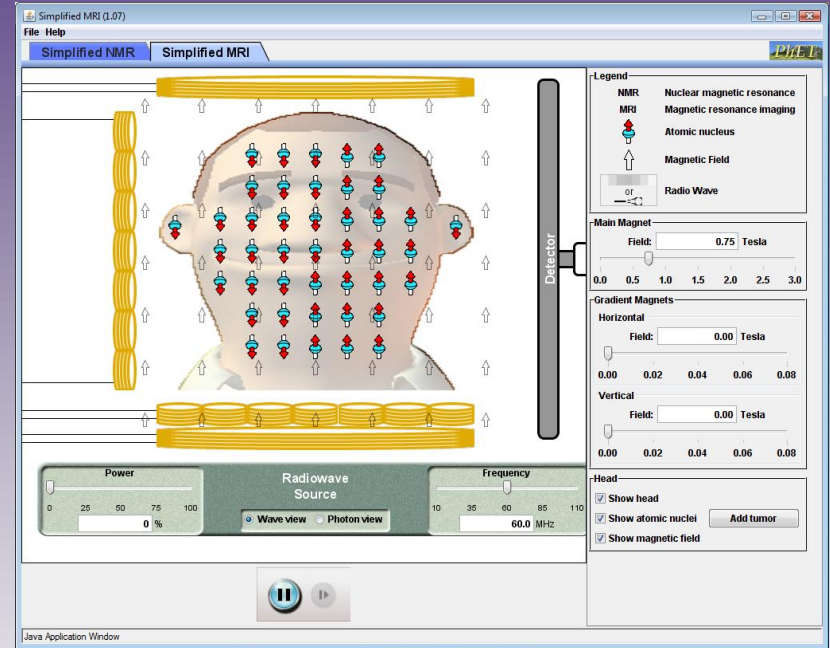 Simplified MRI (1.07)
File Help
Simplified NMR Simplified MRI
PhET
Legend
NMR Nuclear magnetic resonance
MRI Magnetic resonance imaging
Atomic nucleus
Magnetic Field
or
Radio Wave
Main Magnet
Field: 0.75 Tesla
0.0 0.5 1.0 1.5 2.0 2.5 3.0
Gradient Magnets
Horizontal
Field: 0.00 Tesla
0.00 0.02 0.04 0.06 0.08
Vertical
Field: 0.00 Tesla
0.00 0.02 0.04 0.06 0.08
Head
Show head
Show atomic nuclei Add tumor
Show magnetic field
Detector
Power
0 25 50 75 100
0 %
Radiowave
Source
Wave view Photon view
Frequency
10 35 60 85 110
60.0 MHz
Java Application Window